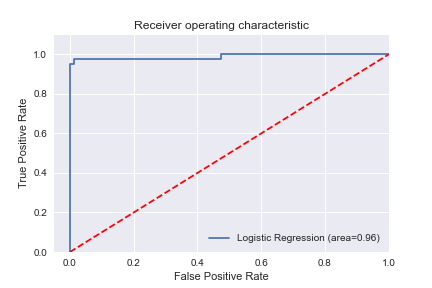 Receiver operating characteristic
True Positive Rate
1.0
0.8
0.6
0.4
0.2
0.0
0.0 0.2 0.4 0.6 0.8 1.0
False Positive Rate
Logistic Regression (area=0.96)